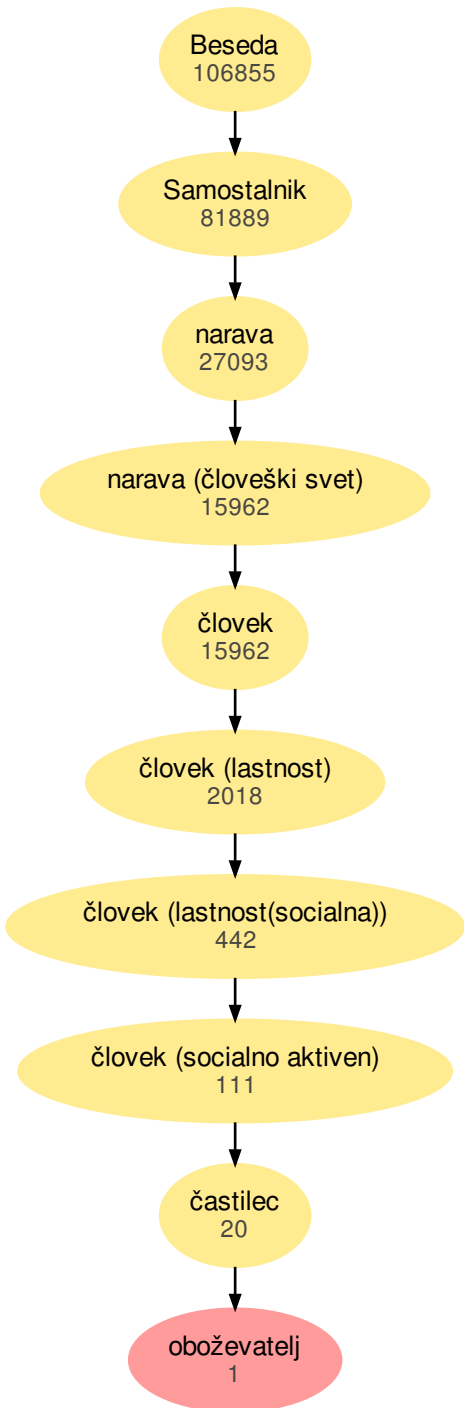 Beseda
106855
Samostalnik
81889
narava
27093
narava (človeški svet)
15962
človek
15962
človek (lastnost)
2018
človek (lastnost(socialna))
442
človek (socialno aktiven)
111
častilec
20
oboževatelj
1